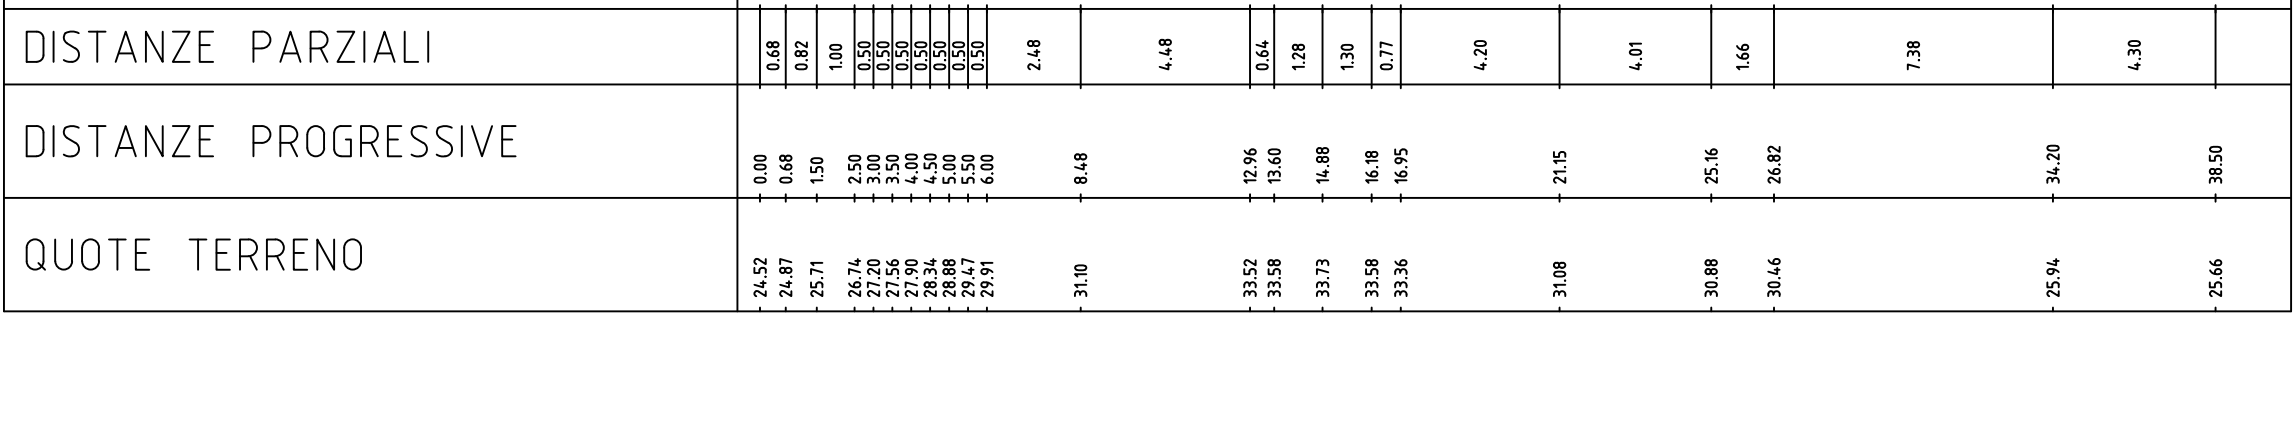 DISTANZE PARZIALI 0.68 0.82 1.00 0.50 0.50 0.50 0.50 0.50 0.50 0.50 2.48 4.48 0.64 1.28 1.30 0.77 4.20 4.01 1.66 7.38 4.30
DISTANZE PROGRESSIVE 0.00 0.68 1.50 2.50 3.00 3.50 4.00 4.50 5.00 5.50 6.00 8.48 12.96 13.60 14.88 16.18 16.95 21.15 25.16 26.82 34.20 38.50
QUOTE TERRENO 24.52 24.87 25.71 26.74 27.20 27.56 27.90 28.34 28.88 29.47 29.91 31.10 33.52 33.58 33.73 33.58 33.36 31.08 30.88 30.46 25.94 25.66